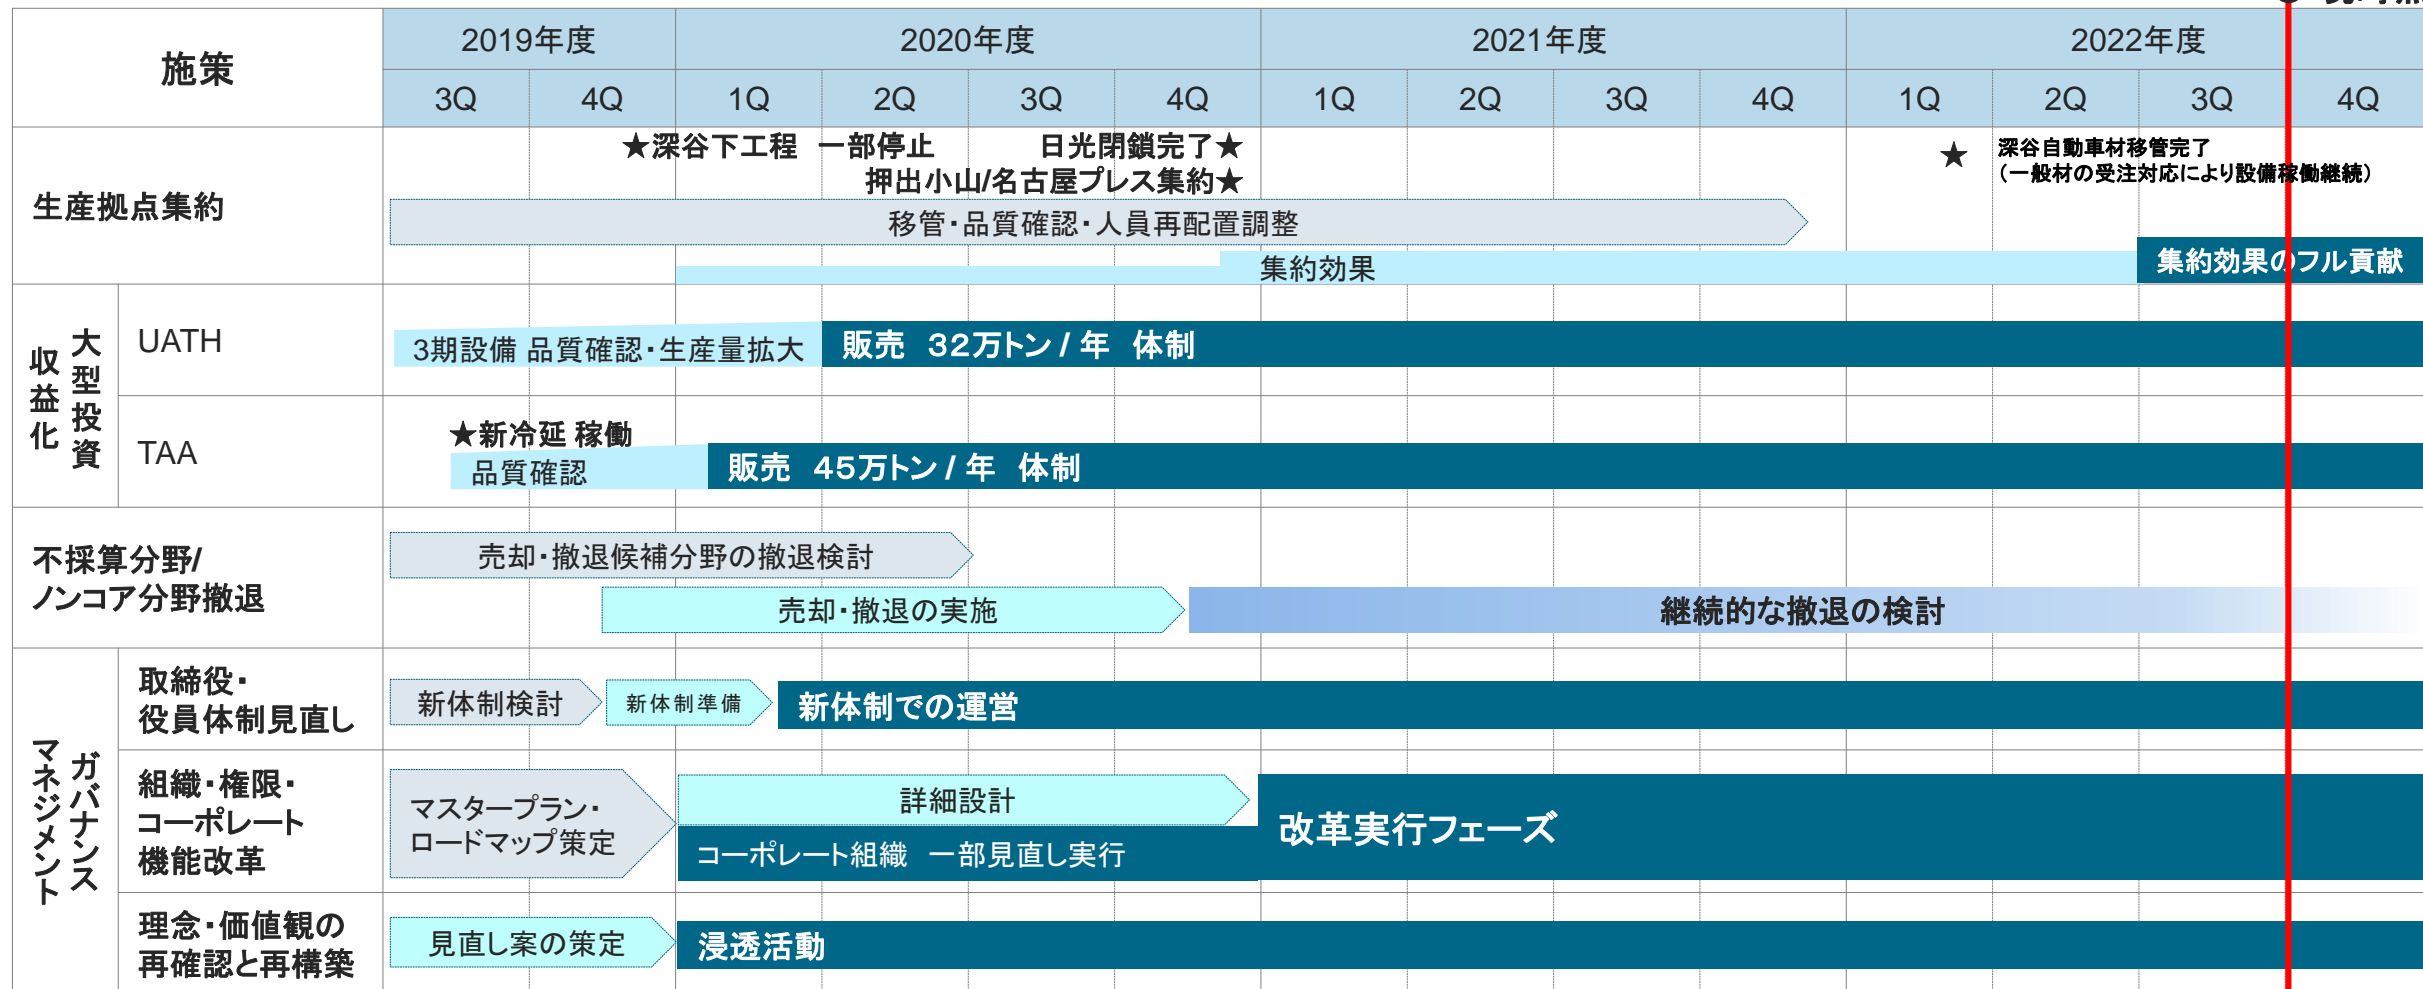 施策
2019年度
2020年度
2021年度
2022年度
3Q
4Q
1Q
2Q
3Q
4Q
1Q
2Q
3Q
4Q
1Q
2Q
3Q
4Q
生産拠点集約
★深谷下工程 一部停止
日光閉鎖完了★
押出小山/名古屋プレス集約★
★
深谷自動車材移管完了
（一般材の受注対応により設備稼働継続）
移管・品質確認・人員再配置調整
集約効果
集約効果のフル貢献
大型投資
収益化
UATH
3期設備 品質確認・生産量拡大
販売 32万トン / 年 体制
TAA
★新冷延 稼働
品質確認
販売 45万トン / 年 体制
不採算分野/
ノンコア分野撤退
売却・撤退候補分野の撤退検討
売却・撤退の実施
継続的な撤退の検討
ガバナンス
マネジメント
取締役・
役員体制見直し
新体制検討
新体制準備
新体制での運営
組織・権限・
コーポレート
機能改革
マスタープラン・
ロードマップ策定
詳細設計
コーポレート組織 一部見直し実行
改革実行フェーズ
理念・価値観の
再確認と再構築
見直し案の策定
浸透活動